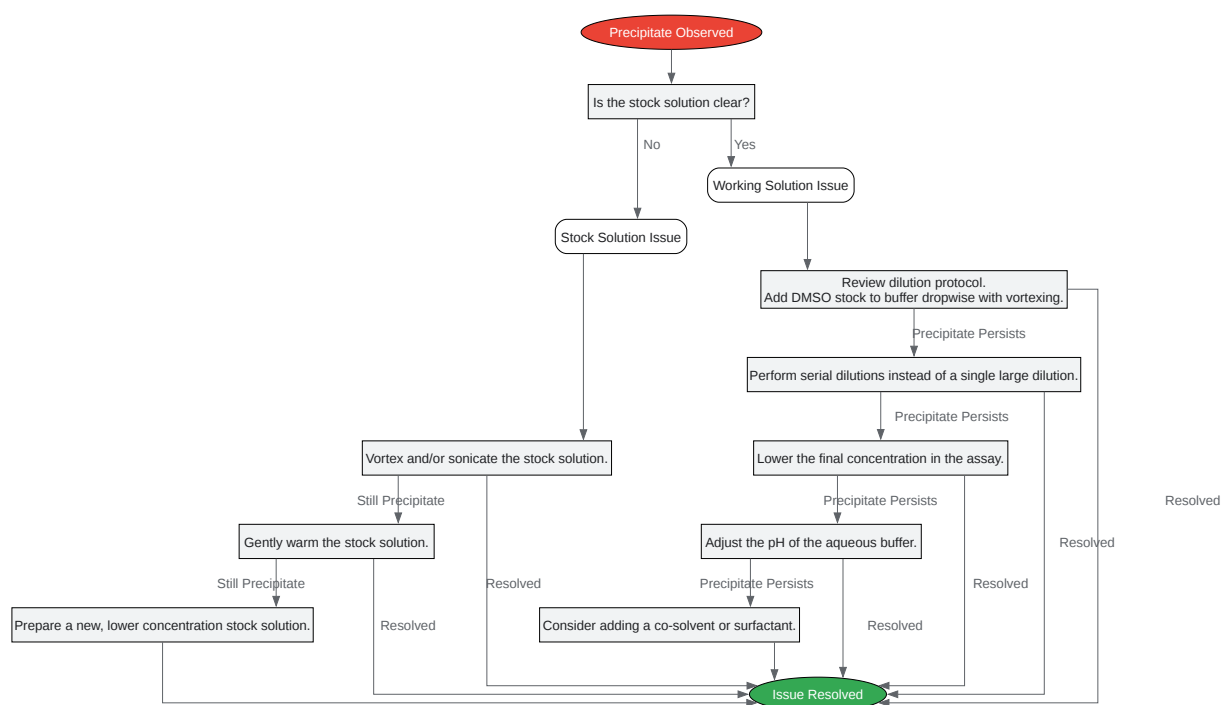 Precipitate Observed
Is the stock solution clear?
No
Yes
Working Solution Issue
Stock Solution Issue
Review dilution protocol.
Add DMSO stock to buffer dropwise with vortexing.
Precipitate Persists
Perform serial dilutions instead of a single large dilution.
Precipitate Persists
Vortex and/or sonicate the stock solution.
Lower the final concentration in the assay.
Still Precipitate
Precipitate Persists
Resolved
Gently warm the stock solution.
Adjust the pH of the aqueous buffer.
Resolved
Still Precipitate
Resolved
Precipitate Persists
Resolved
Prepare a new, lower concentration stock solution.
Resolved
Consider adding a co-solvent or surfactant.
Resolved
Issue Resolved